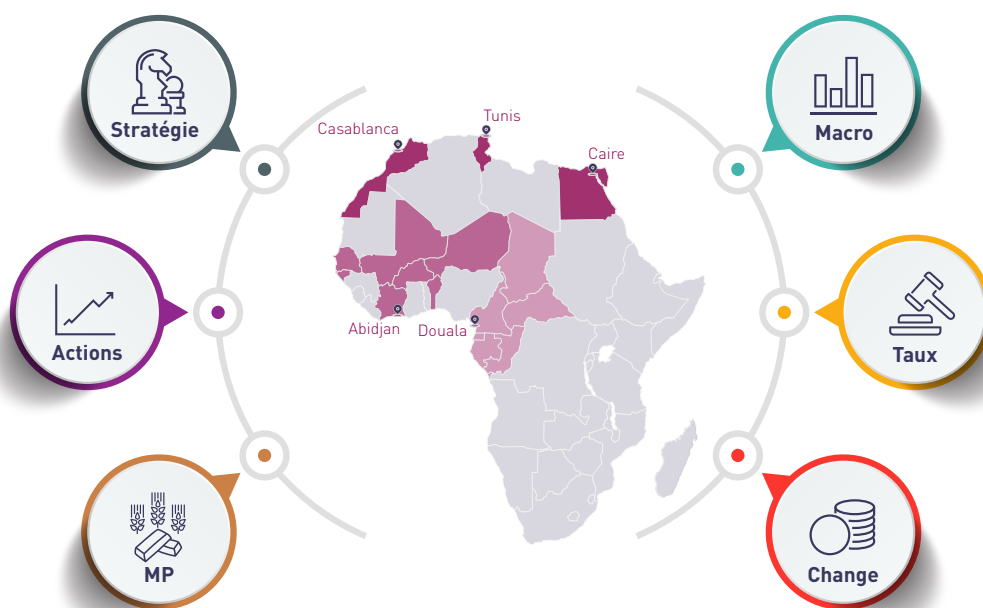 Stratégie
Macro
Casablanca
Tunis
Caire
Actions
Taux
Abidjan
Douala
MP
Change